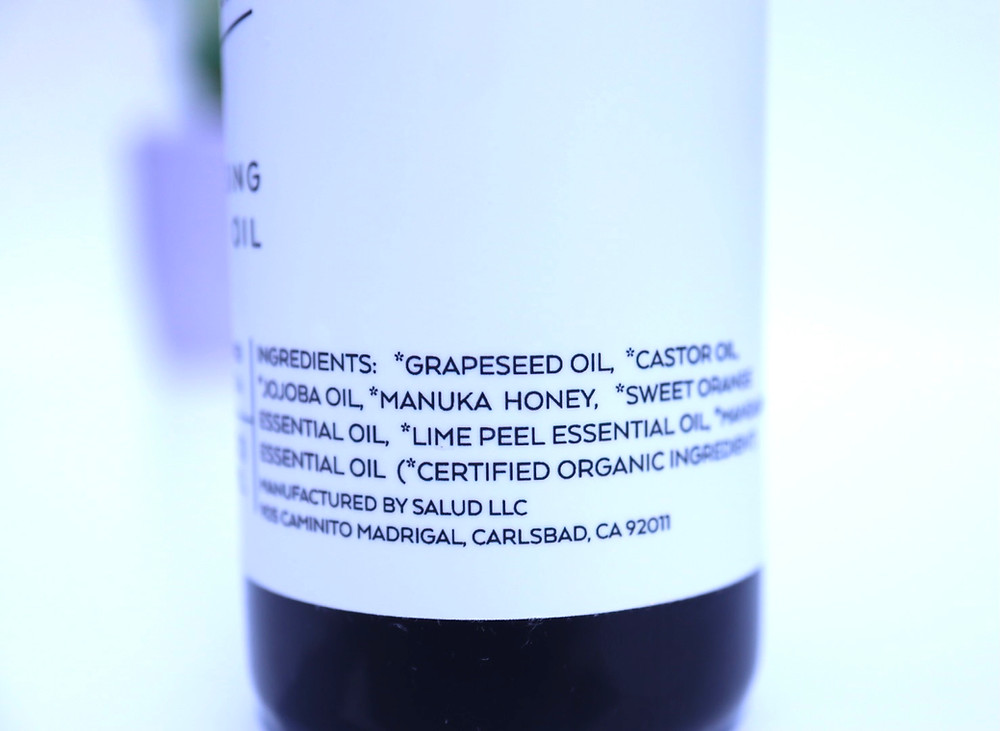 OIL
INGREDIENTS: *GRAPESEED OIL, *CASTOR OIL,
*JOJOBA OIL, *MANUKA HONEY, *SWEET ORANGE
ESSENTIAL OIL, *LIME PEEL ESSENTIAL OIL,
ESSENTIAL OIL (*CERTIFIED ORGANIC INGREDIENT
MANUFACTURED BY SALUD LLC
CAMINITO MADRIGAL, CARLSBAD, CA 92011